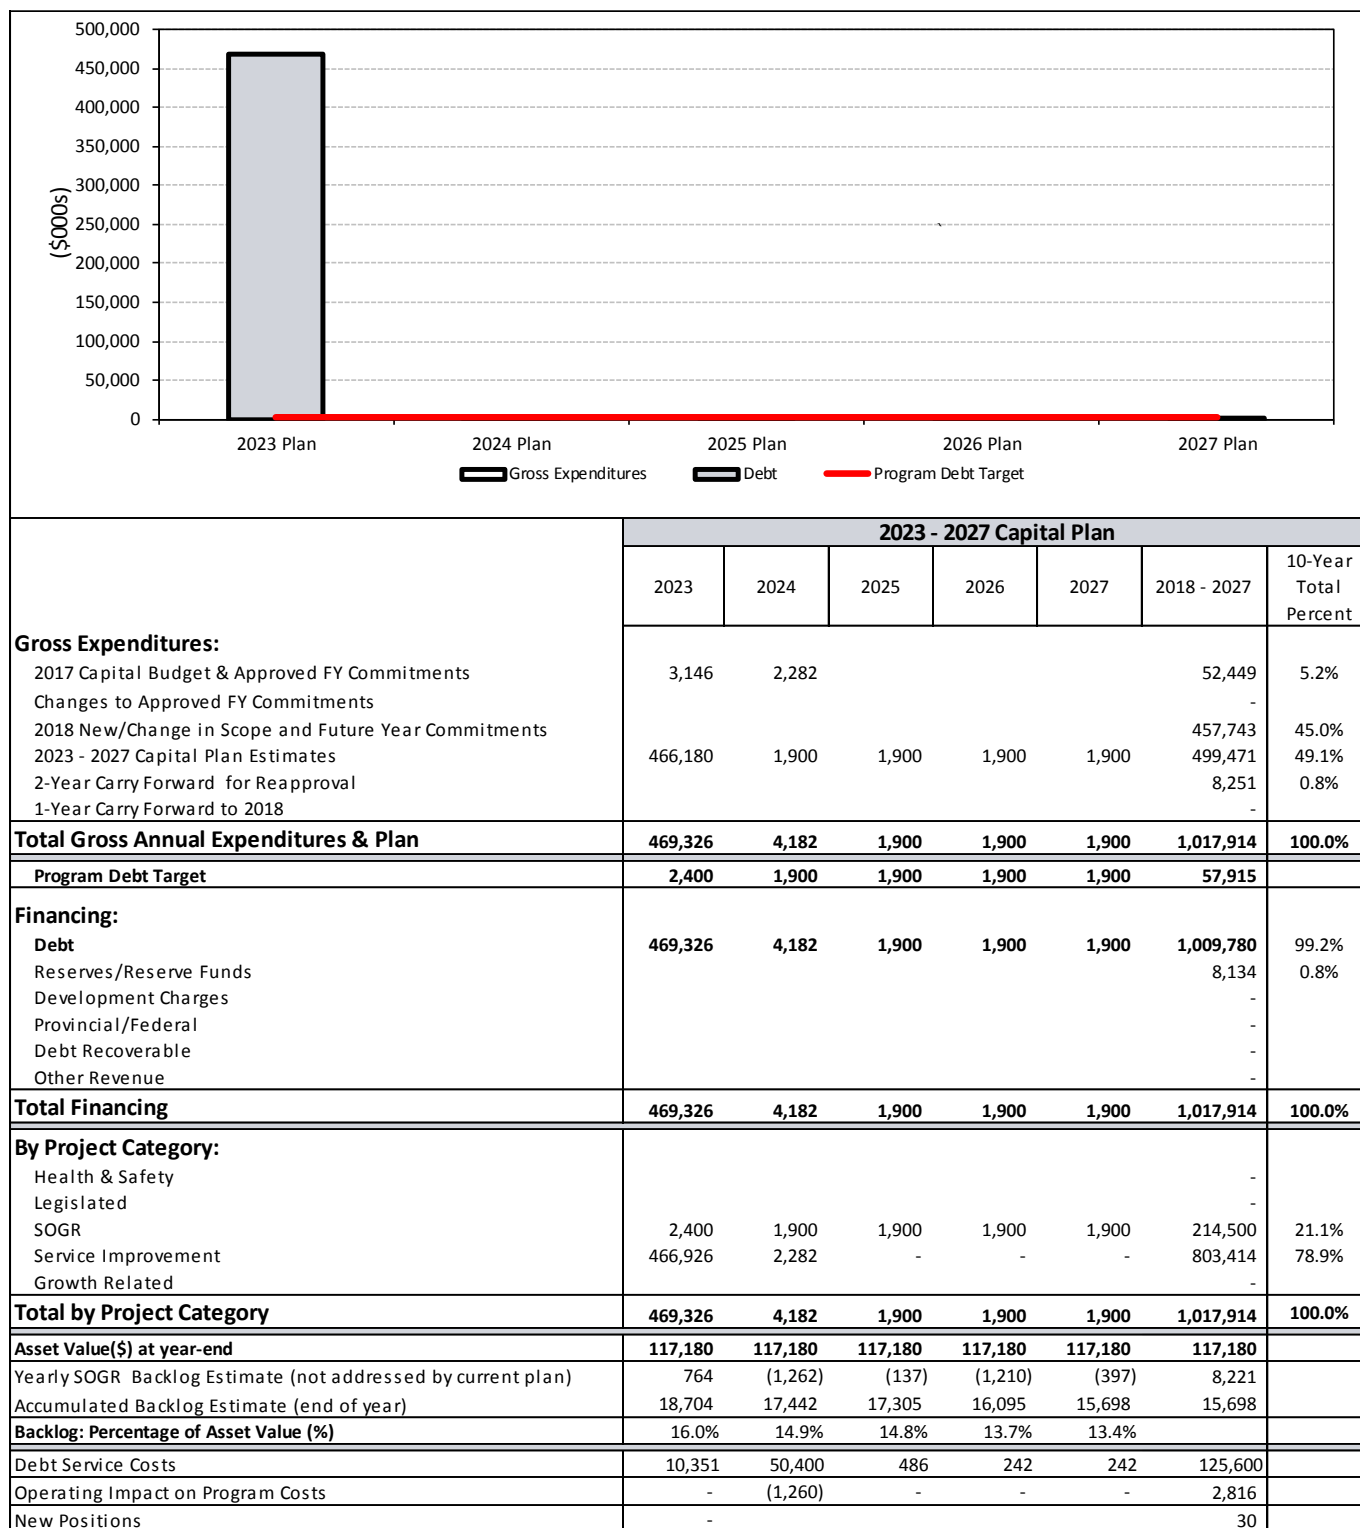 500,000
450,000
400,000
350,000
300,000
250,000
200,000
150,000
100,000
50,000
0
($000s)
`
2023 Plan 2024 Plan 2025 Plan 2026 Plan 2027 Plan
Gross Expenditures Debt Program Debt Target
2023 - 2027 Capital Plan
2023 2024 2025 2026 2027 2018 - 2027 10-Year Total Percent
Gross Expenditures:
2017 Capital Budget & Approved FY Commitments 3,146 2,282 52,449 5.2%
Changes to Approved FY Commitments -
2018 New/Change in Scope and Future Year Commitments 457,743 45.0%
2023 - 2027 Capital Plan Estimates 466,180 1,900 1,900 1,900 1,900 499,471 49.1%
2-Year Carry Forward for Reapproval 8,251 0.8%
1-Year Carry Forward to 2018 -
Total Gross Annual Expenditures & Plan 469,326 4,182 1,900 1,900 1,900 1,017,914 100.0%
Program Debt Target 2,400 1,900 1,900 1,900 1,900 57,915
Financing:
Debt 469,326 4,182 1,900 1,900 1,900 1,009,780 99.2%
Reserves/Reserve Funds 8,134 0.8%
Development Charges -
Provincial/Federal -
Debt Recoverable -
Other Revenue -
Total Financing 469,326 4,182 1,900 1,900 1,900 1,017,914 100.0%
By Project Category:
Health & Safety -
Legislated -
SOGR 2,400 1,900 1,900 1,900 1,900 214,500 21.1%
Service Improvement 466,926 2,282 - - - 803,414 78.9%
Growth Related -
Total by Project Category 469,326 4,182 1,900 1,900 1,900 1,017,914 100.0%
Asset Value($) at year-end 117,180 117,180 117,180 117,180 117,180 117,180
Yearly SOGR Backlog Estimate (not addressed by current plan) 764 (1,262) (137) (1,210) (397) 8,221
Accumulated Backlog Estimate (end of year) 18,704 17,442 17,305 16,095 15,698 15,698
Backlog: Percentage of Asset Value (%) 16.0% 14.9% 14.8% 13.7% 13.4%
Debt Service Costs 10,351 50,400 486 242 242 125,600
Operating Impact on Program Costs - (1,260) - - - 2,816
New Positions - 30